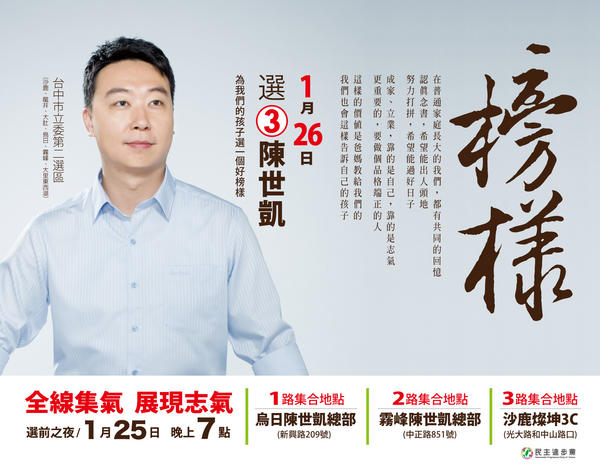 榜樣
在普通家庭長大的我們，都有共同的回憶
認真念書，希望能出人頭地
努力打拼，希望能過好日子
成家、立業，靠的是自己，靠的是志氣
更重要的，要做個品格端正的人
這樣的價值是爸媽教給我們的
我們也會這樣告訴自己的孩子
1月26日
選3陳世凱
為我們的孩子選一個好榜樣
台中市立委第二選區
(沙鹿、龍井、大肚、烏日、霧峰、大里東西湖)
全線集氣 展現志氣
選前之夜/1月25日 晚上7點
1路集合地點
烏日陳世凱總部
(新興路209號)
2路集合地點
霧峰陳世凱總部
(中正路851號)
3路集合地點
沙鹿燦坤3C
(光大路和中山路口)
民主進步黨